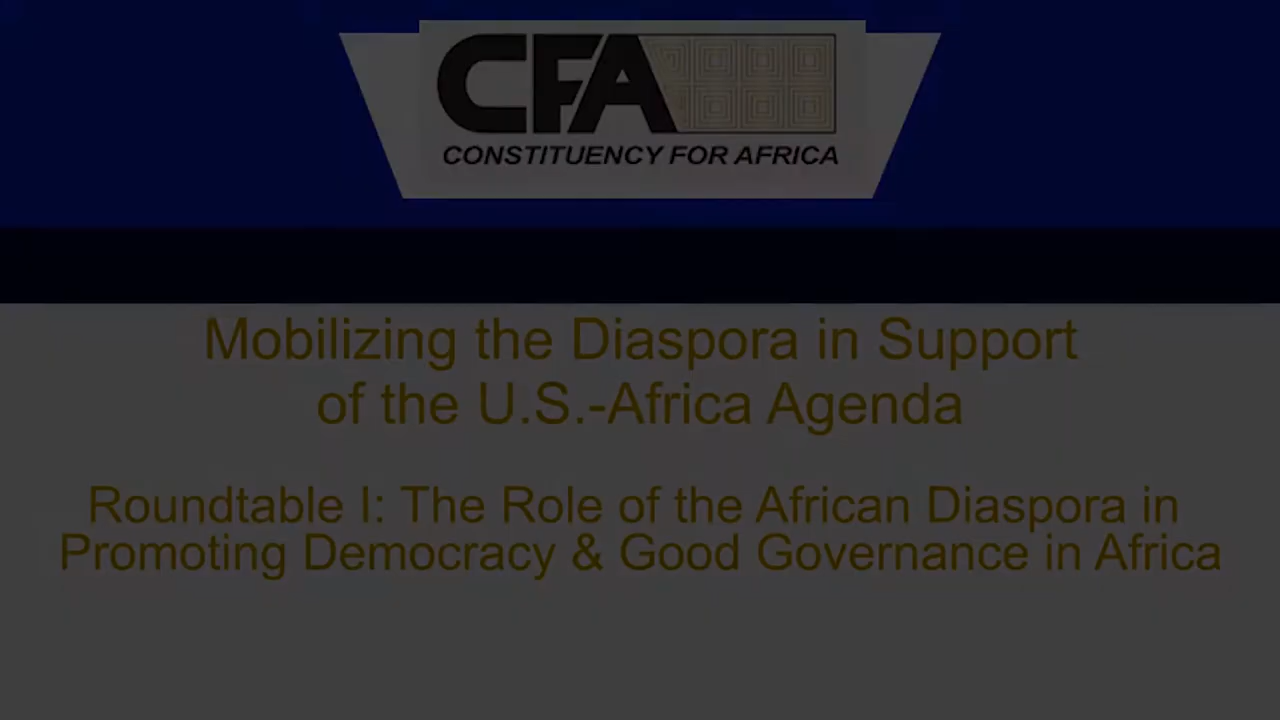 CFA
CONSTITUENCY FOR AFRICA
Mobilizing the Diaspora in Support
of the U.S.-Africa Agenda
Roundtable I: The Role of the African Diaspora in
Promoting Democracy & Good Governance in Africa